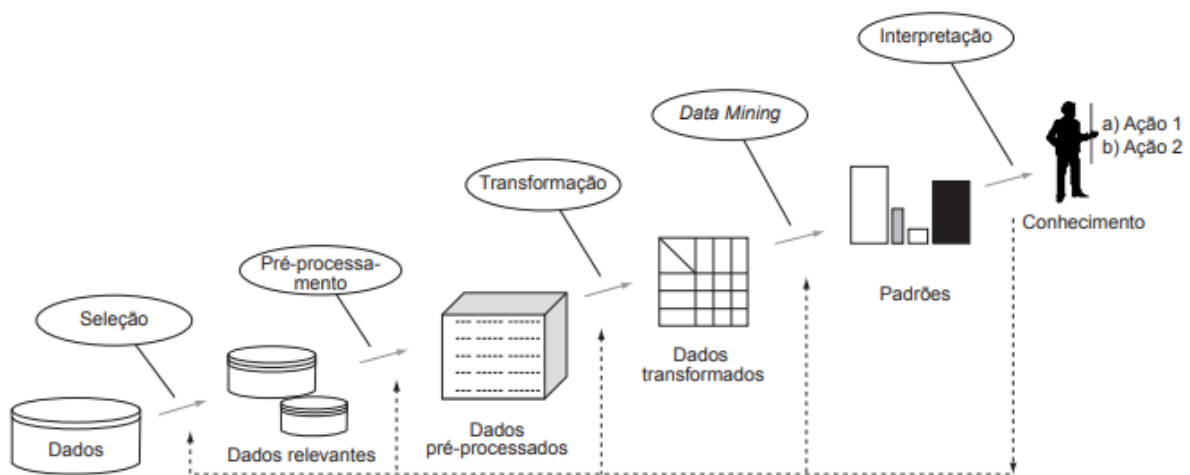 Interpretação
a) Ação 1
b) Ação 2
Conhecimento
Data Mining
Padrões
Transformação
Dados
transformados
Pré-processa-
mento
Dados
pré-processados
Seleção
Dados relevantes
Dados